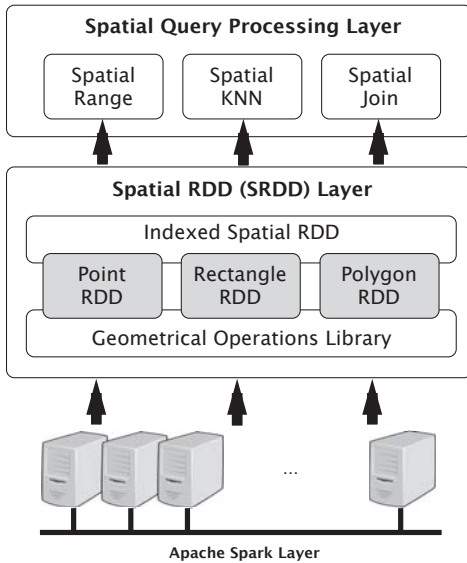 Spatial Query Processing Layer
Spatial
Range
Spatial
KNN
Spatial
Join
Spatial RDD (SRDD) Layer
Indexed Spatial RDD
Point
RDD
Rectangle
RDD
Polygon
RDD
Geometrical Operations Library
...
Apache Spark Layer